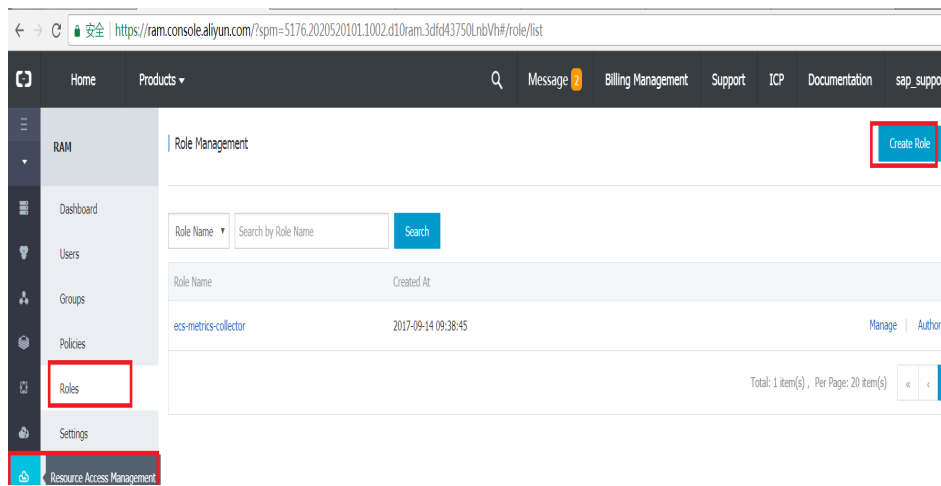 安全 https://ram.console.aliyun.com/?spm=5176.2020520101.1002.d10ram.3dfd43750LnbVh#/role/list
Home Products Message 2 Billing Management Support ICP Documentation sap_suppo
RAM
Role Management
Create Role
Dashboard
Role Name Search by Role Name Search
Users
Role Name Created At
Groups
ecs-metrics-collector 2017-09-14 09:38:45 Manage | Author
Policies
Total: 1 item(s) , Per Page: 20 item(s) « ‹
Roles
Settings
Resource Access Management